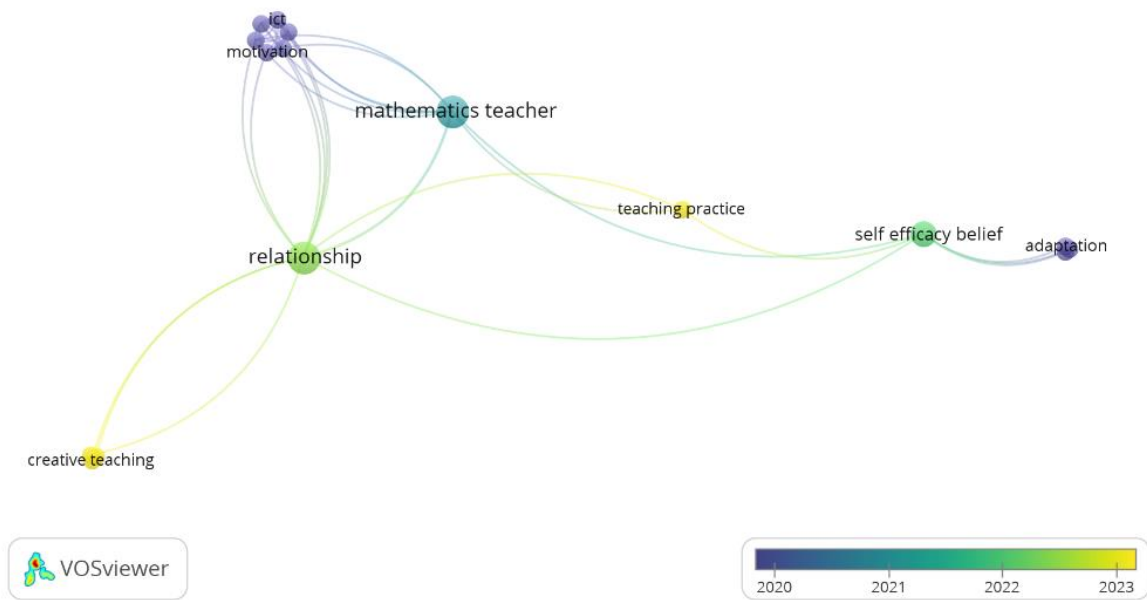 ict
motivation
mathematics teacher
teaching practice
self efficacy belief
adaptation
relationship
creative teaching
VOSviewer
2020 2021 2022 2023